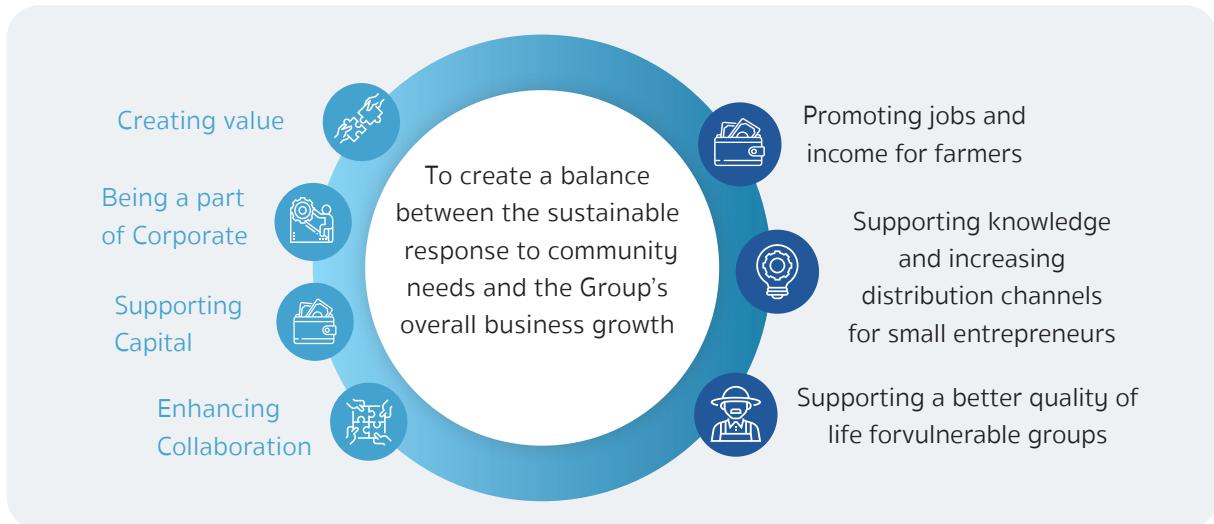 Creating value
Being a part
of Corporate
Supporting
Capital
Enhancing
Collaboration
To create a balance
between the sustainable
response to community
needs and the Group's
overall business growth
Promoting jobs and
income for farmers
Supporting knowledge
and increasing
distribution channels
for small entrepreneurs
Supporting a better quality of
life forvulnerable groups